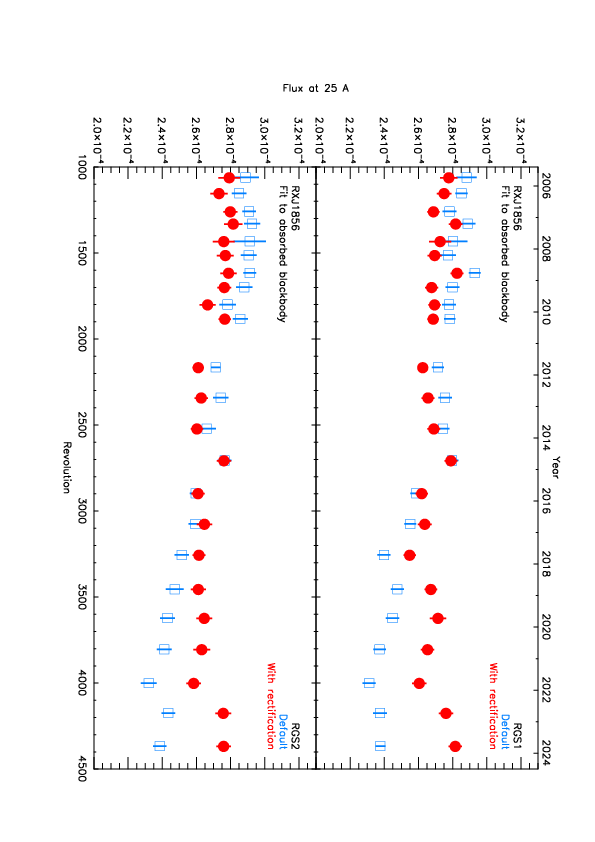 Year
2006 2008 2010 2012 2014 2016 2018 2020 2022 2024
RXJ1856
Fit to absorbed blackbody
RGS1
Default
With rectification
3.2×10⁻⁴
3.0×10⁻⁴
2.8×10⁻⁴
2.6×10⁻⁴
2.4×10⁻⁴
2.2×10⁻⁴
2.0×10⁻⁴
Flux at 25 A
RXJ1856
Fit to absorbed blackbody
RGS2
Default
With rectification
3.2×10⁻⁴
3.0×10⁻⁴
2.8×10⁻⁴
2.6×10⁻⁴
2.4×10⁻⁴
2.2×10⁻⁴
2.0×10⁻⁴
1000 1500 2000 2500 3000 3500 4000 4500
Revolution